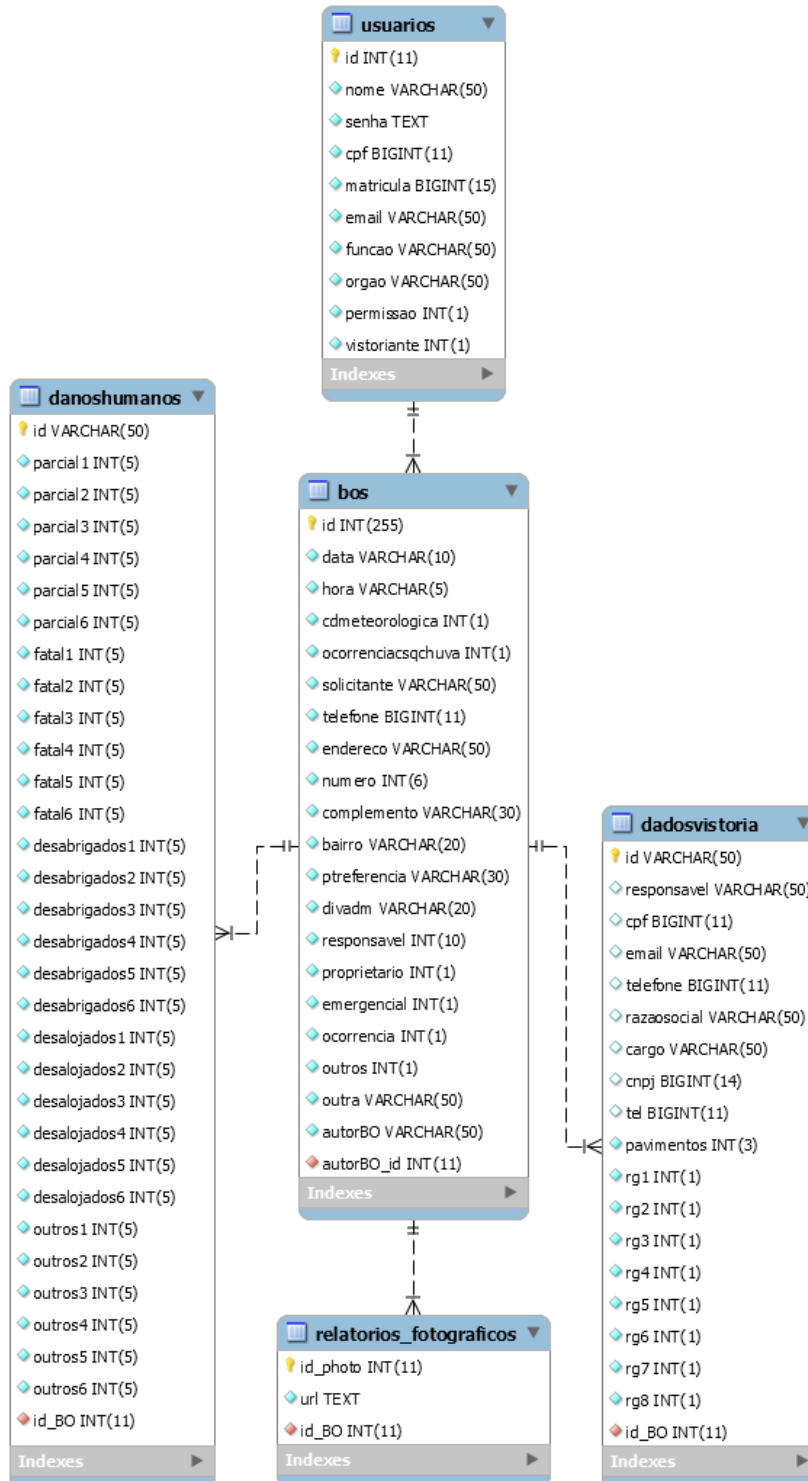 usuarios
id INT(11)
nome VARCHAR(50)
senha TEXT
cpf BIGINT(11)
matricula BIGINT(15)
email VARCHAR(50)
funcao VARCHAR(50)
orgao VARCHAR(50)
permissao INT(1)
vistoriante INT(1)
Indexes
danoshumanos
id VARCHAR(50)
parcial1 INT(5)
parcial2 INT(5)
parcial3 INT(5)
parcial4 INT(5)
parcial5 INT(5)
parcial6 INT(5)
fatal1 INT(5)
fatal2 INT(5)
fatal3 INT(5)
fatal4 INT(5)
fatal5 INT(5)
fatal6 INT(5)
desabrigados1 INT(5)
desabrigados2 INT(5)
desabrigados3 INT(5)
desabrigados4 INT(5)
desabrigados5 INT(5)
desabrigados6 INT(5)
desalojados1 INT(5)
desalojados2 INT(5)
desalojados3 INT(5)
desalojados4 INT(5)
desalojados5 INT(5)
desalojados6 INT(5)
outros1 INT(5)
outros2 INT(5)
outros3 INT(5)
outros4 INT(5)
outros5 INT(5)
outros6 INT(5)
id_BO INT(11)
Indexes
bos
id INT(255)
data VARCHAR(10)
hora VARCHAR(5)
cdmeteorologica INT(1)
ocorrenciacsqchuva INT(1)
solicitante VARCHAR(50)
telefone BIGINT(11)
endereco VARCHAR(50)
numero INT(6)
complemento VARCHAR(30)
bairro VARCHAR(20)
ptreferencia VARCHAR(30)
divadm VARCHAR(20)
responsavel INT(10)
proprietario INT(1)
emergencial INT(1)
ocorrencia INT(1)
outros INT(1)
outra VARCHAR(50)
autorBO VARCHAR(50)
autorBO_id INT(11)
Indexes
relatorios_fotograficos
id_photo INT(11)
url TEXT
id_BO INT(11)
Indexes
dadosvistoria
id VARCHAR(50)
responsavel VARCHAR(50)
cpf BIGINT(11)
email VARCHAR(50)
telefone BIGINT(11)
razaosocial VARCHAR(50)
cargo VARCHAR(50)
cnpj BIGINT(14)
tel BIGINT(11)
pavimentos INT(3)
rg1 INT(1)
rg2 INT(1)
rg3 INT(1)
rg4 INT(1)
rg5 INT(1)
rg6 INT(1)
rg7 INT(1)
rg8 INT(1)
id_BO INT(11)
Indexes